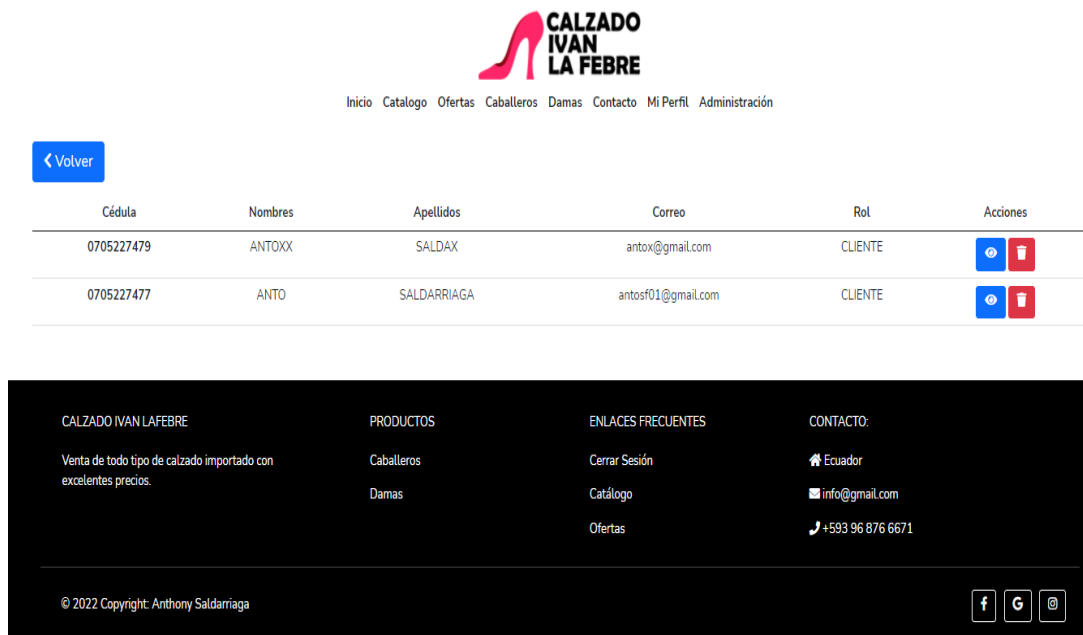 CALZADO
IVAN
LA FEBRE
Inicio Catalogo Ofertas Caballeros Damas Contacto Mi Perfil Administración
Volver
Cédula Nombres Apellidos Correo Rol Acciones
0705227479 ANTOXX SALDAX antox@gmail.com CLIENTE
0705227477 ANTO SALDARRIAGA antosf01@gmail.com CLIENTE
CALZADO IVAN LAFEBRE
Venta de todo tipo de calzado importado con
excelentes precios.
PRODUCTOS
Caballeros
Damas
ENLACES FRECUENTES
Cerrar Sesión
Catálogo
Ofertas
CONTACTO:
Ecuador
info@gmail.com
+593 96 876 6671
© 2022 Copyright: Anthony Saldarriaga